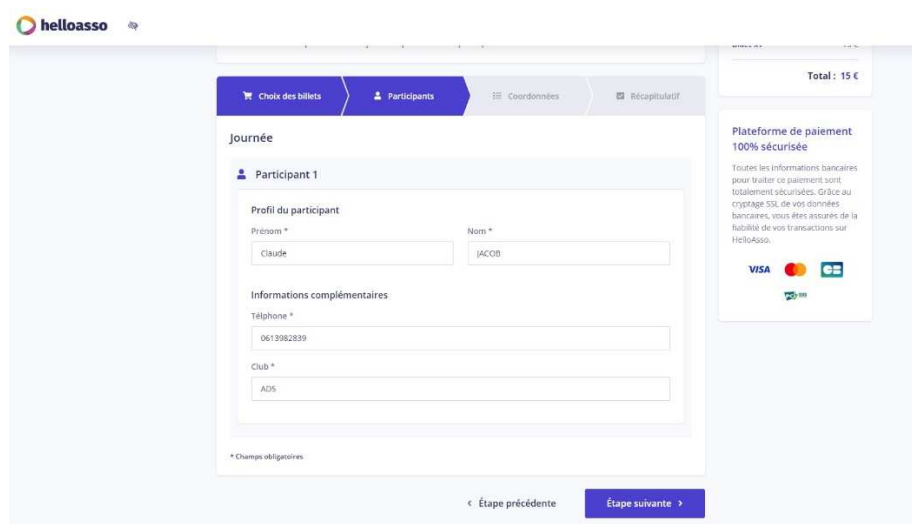 helloasso
Total : 15 €
Choix des billets
Participants
Coordonnées
Récapitulatif
Journée
Participant 1
Profil du participant
Prénom *
Nom *
Claude
JACOB
Informations complémentaires
Télphone *
0613982839
Club *
ADS
* Champs obligatoires
Étape précédente
Étape suivante
Plateforme de paiement
100% sécurisée
Toutes les informations bancaires
pour traiter ce paiement sont
totalement sécurisées. Grâce au
cryptage SSL de vos données
bancaires, vous êtes assurés de la
fiabilité de vos transactions sur
HelloAsso.
VISA
CB